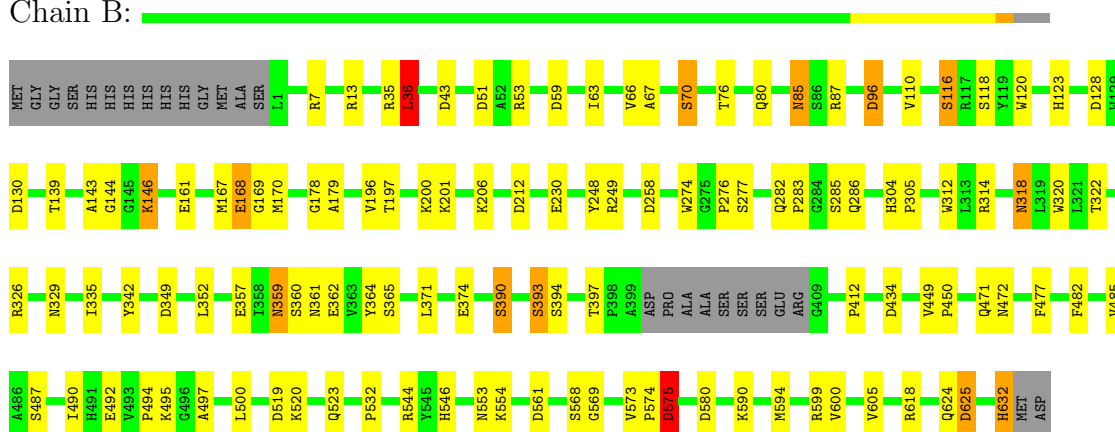 Chain B:
MET GLY GLY SER HIS HIS HIS HIS HIS HIS GLY MET ALA SER L1 R7 R13 R35 L36 D43 D51 A52 R53 D59 I63 V66 A67 S70 T76 Q80 N85 S86 R87 D96 V110 S116 R117 S118 Y119 W120 H123 D128 H129
D130 T139 A143 G144 G145 K146 E161 M167 E168 G169 M170 G178 A179 V196 T197 K200 K201 K206 D212 E230 Y248 R249 D258 W274 G275 P276 S277 Q282 P283 G284 S285 Q286 H304 P305 W312 L313 R314 N318 L319 W320 L321 T322
R326 N329 I335 Y342 D349 L352 E357 I358 N359 S360 N361 E362 V363 Y364 S365 L371 E374 S390 S393 S394 T397 P398 A399 ASP PRO ALA ALA SER SER SER GLU ARG G409 P412 D434 V449 P450 Q471 N472 F477 F482 V485
A486 S487 I490 H491 E492 V493 P494 K495 G496 A497 L500 D519 K520 Q523 P532 R544 Y545 H546 N553 K554 D561 S568 G569 V573 P574 D575 D580 K590 M594 R599 V600 V605 R618 Q624 D625 H632 MET ASP